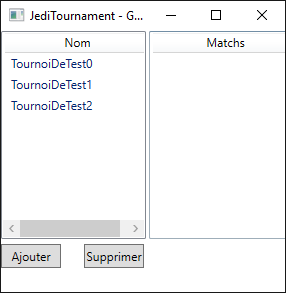 JediTournament - G...
Nom
Matchs
TournoiDeTest0
TournoiDeTest1
TournoiDeTest2
Ajouter
Supprimer